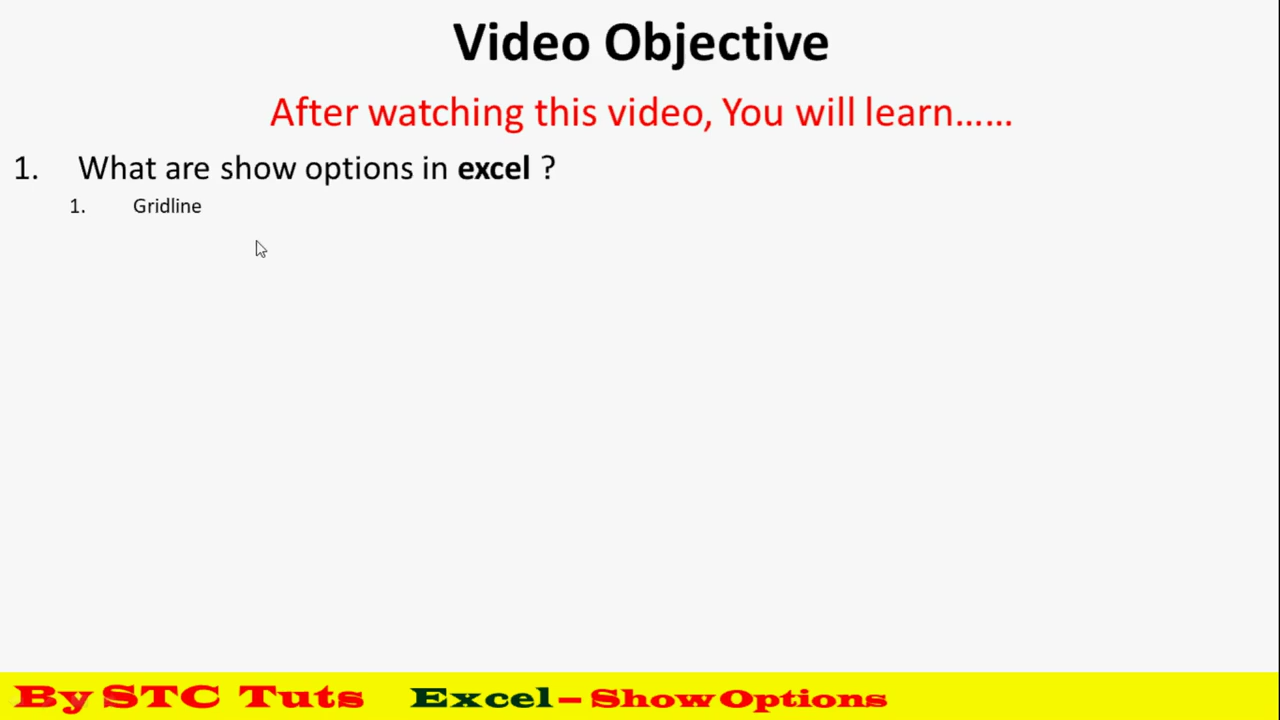 Video Objective
After watching this video, You will learn......
1. What are show options in excel ?
1. Gridline
By STC Tuts Excel – Show Options